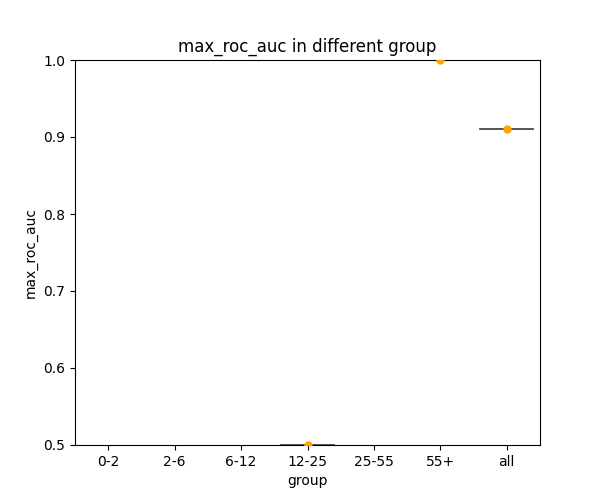 max_roc_auc in different group
1.0
0.9
0.8
0.7
0.6
0.5
max_roc_auc
0-2 2-6 6-12 12-25 25-55 55+ all
group